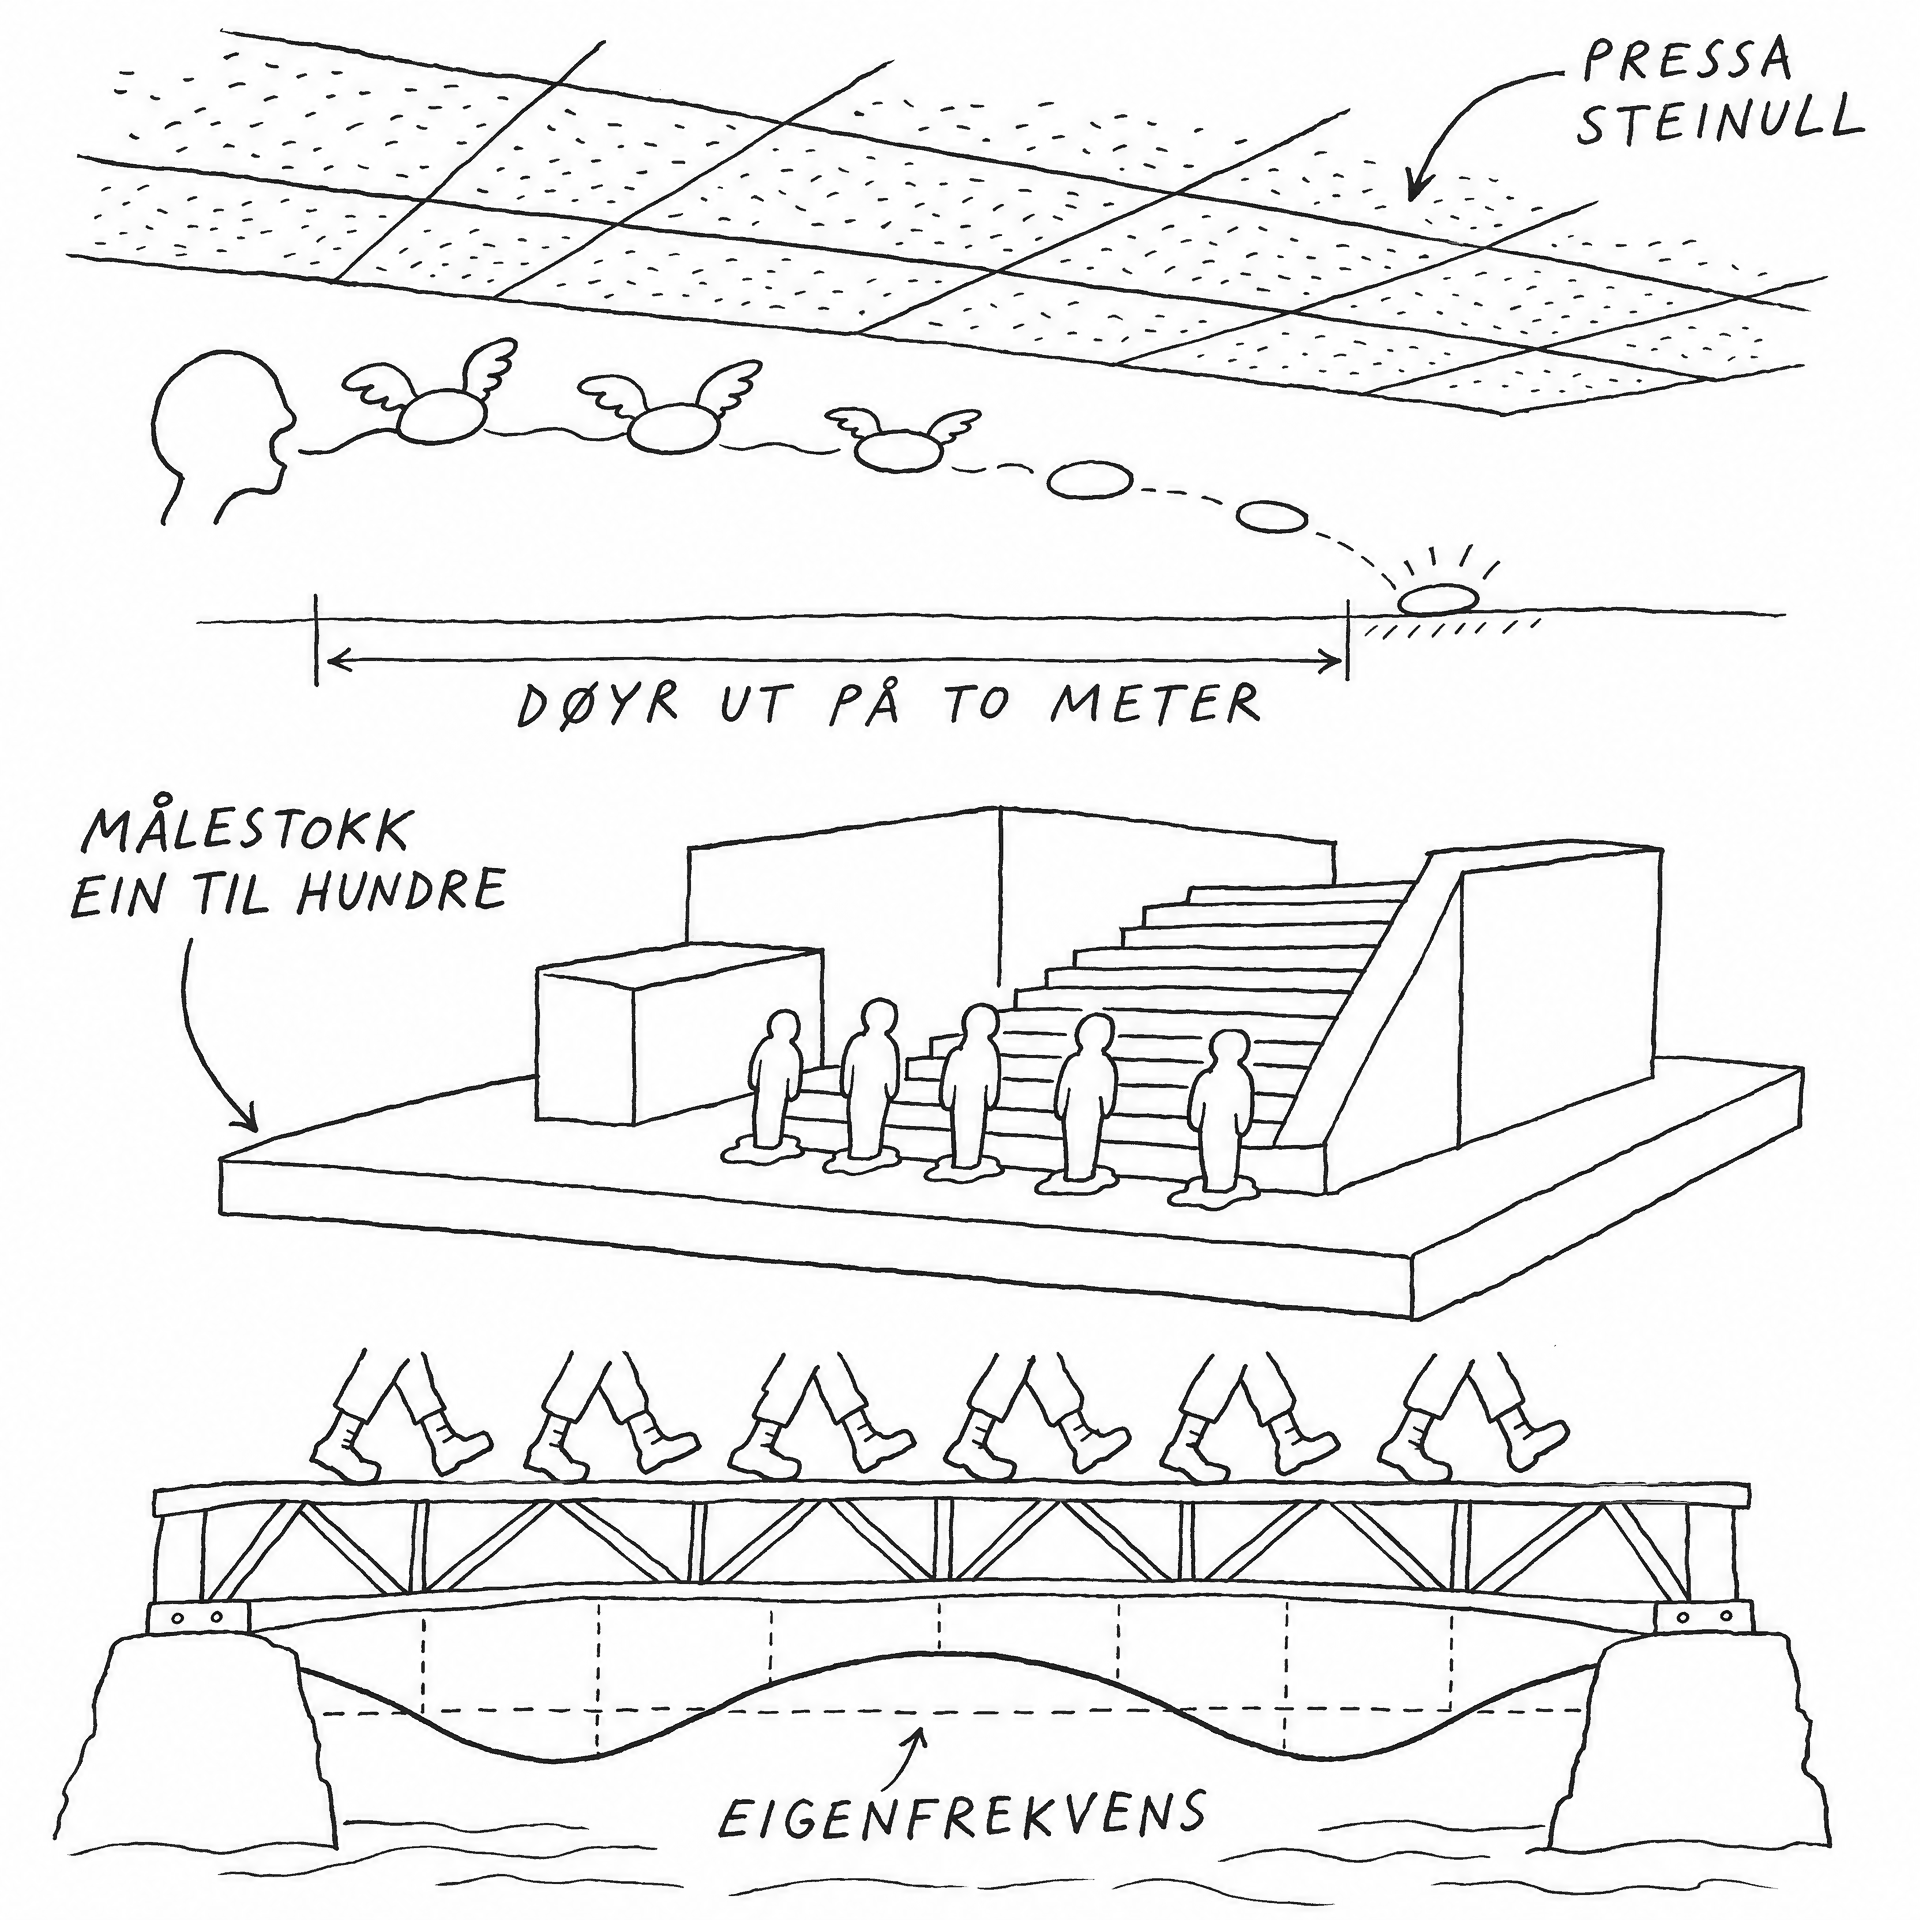 PRESSA
STEINULL
DØYR UT PÅ TO METER
MÅLESTOKK
EIN TIL HUNDRE
EIGENFREKVENS